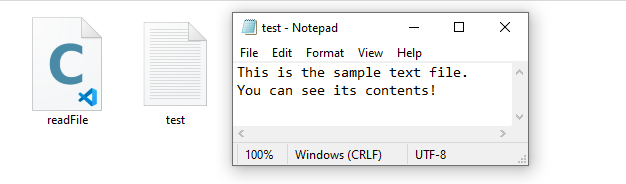 C
readFile
test
test - Notepad
File Edit Format View Help
This is the sample text file.
You can see its contents!
100% Windows (CRLF) UTF-8